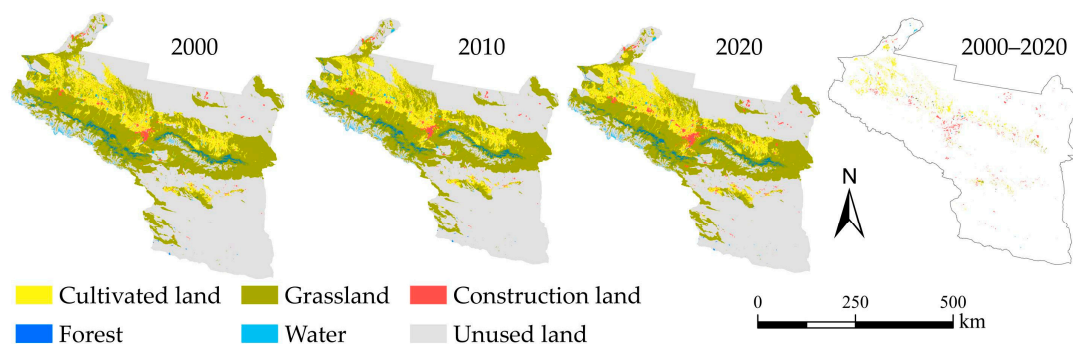 2000
2010
2020
2000–2020
N
Cultivated land
Grassland
Construction land
Forest
Water
Unused land
0 250 500
km